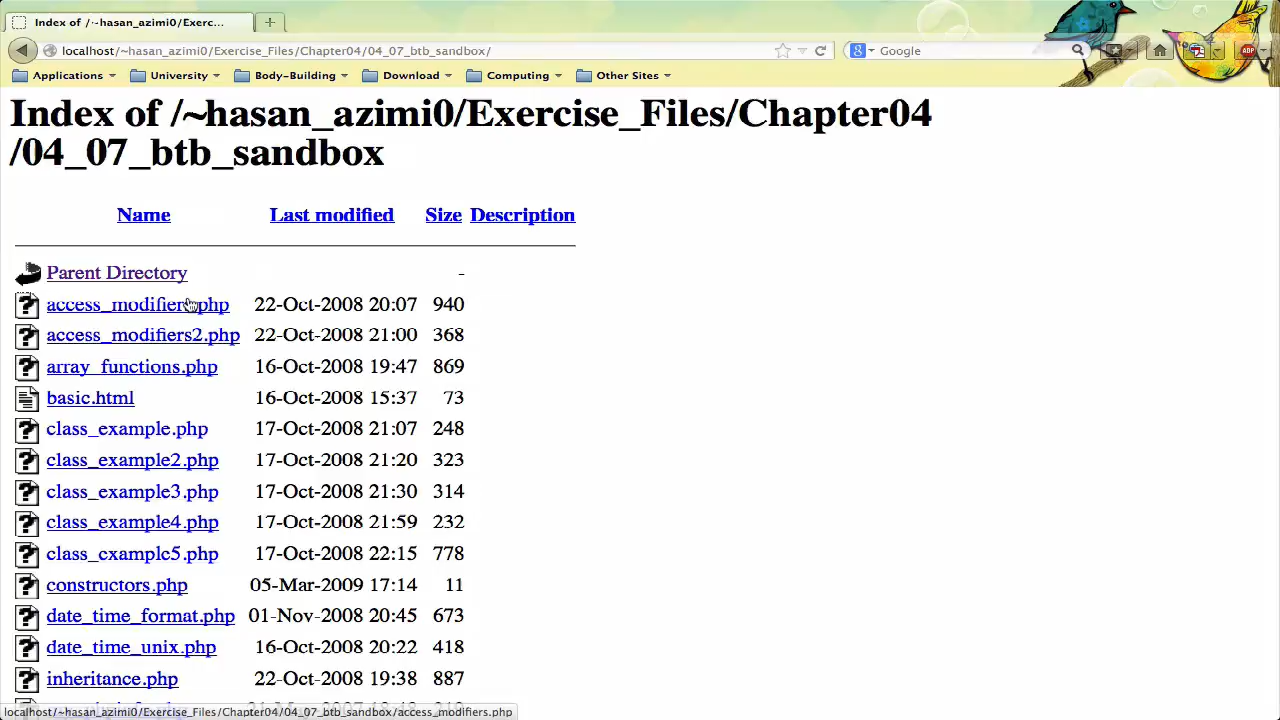 Index of /~hasan_azimi0/Exerc...
localhost/~hasan_azimi0/Exercise_Files/Chapter04/04_07_btb_sandbox/
Google
ABP
Applications University Body-Building Download Computing Other Sites
Index of /~hasan_azimi0/Exercise_Files/Chapter04
/04_07_btb_sandbox
Name Last modified Size Description
Parent Directory -
access_modifiers.php 22-Oct-2008 20:07 940
access_modifiers2.php 22-Oct-2008 21:00 368
array_functions.php 16-Oct-2008 19:47 869
basic.html 16-Oct-2008 15:37 73
class_example.php 17-Oct-2008 21:07 248
class_example2.php 17-Oct-2008 21:20 323
class_example3.php 17-Oct-2008 21:30 314
class_example4.php 17-Oct-2008 21:59 232
class_example5.php 17-Oct-2008 22:15 778
constructors.php 05-Mar-2009 17:14 11
date_time_format.php 01-Nov-2008 20:45 673
date_time_unix.php 16-Oct-2008 20:22 418
inheritance.php 22-Oct-2008 19:38 887
localhost/~hasan_azimi0/Exercise_Files/Chapter04/04_07_btb_sandbox/access_modifiers.php